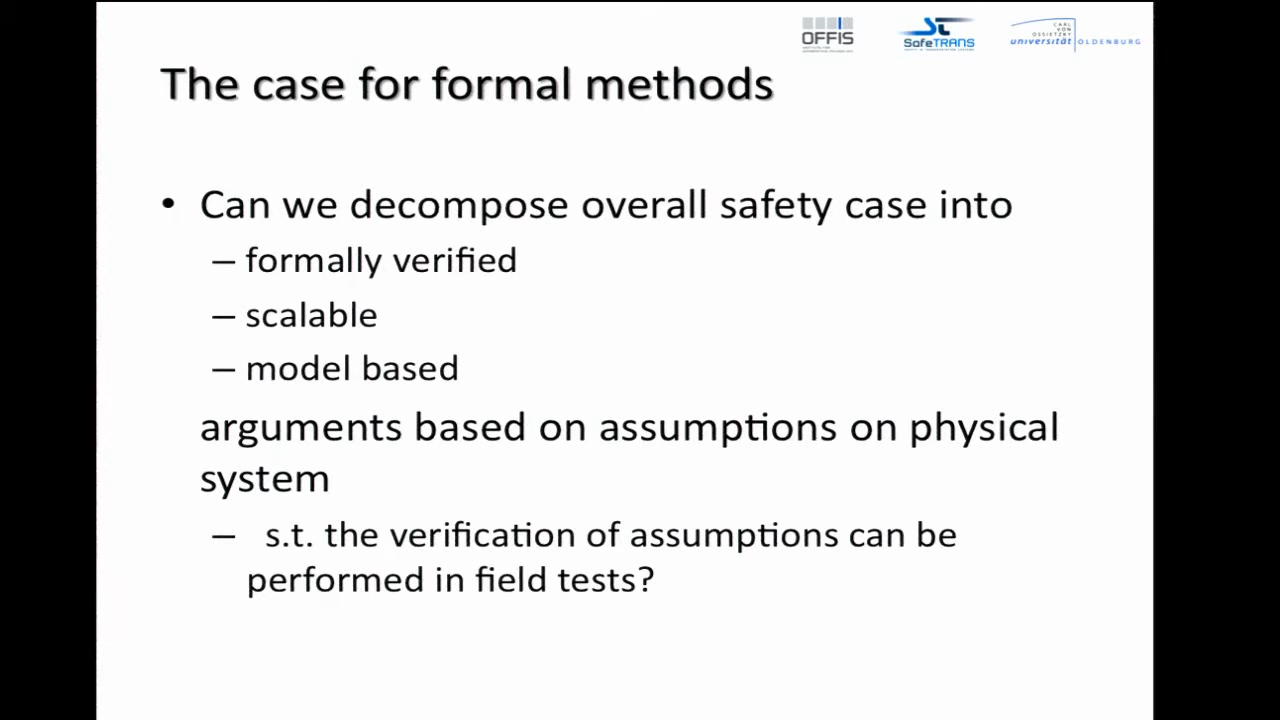 OFFIS
SafeTRANS
CARL
VON
OSSIETZKY
universität OLDENBURG
The case for formal methods
• Can we decompose overall safety case into
– formally verified
– scalable
– model based
arguments based on assumptions on physical
system
– s.t. the verification of assumptions can be
performed in field tests?